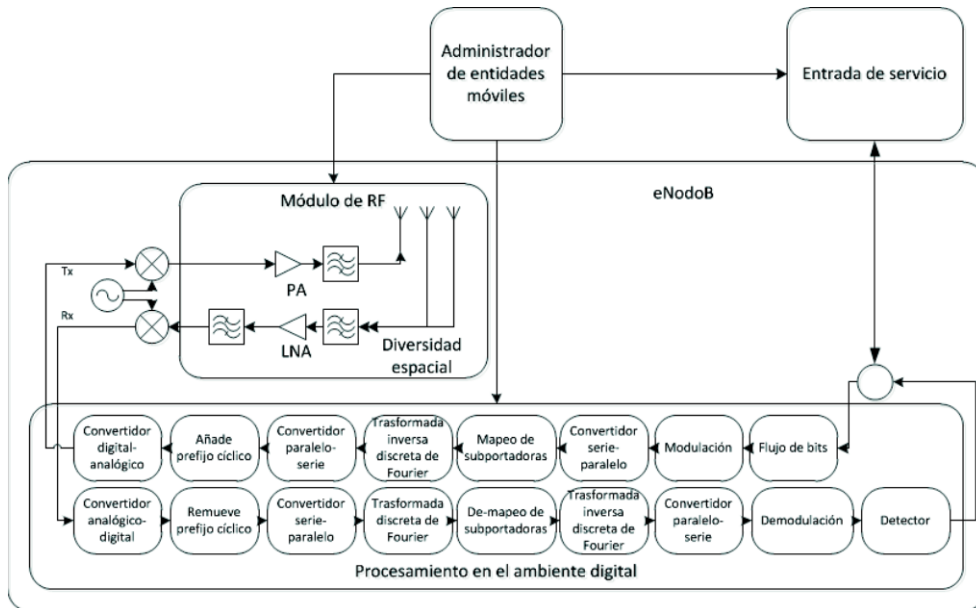 Administrador
de entidades
móviles
Entrada de servicio
eNodoB
Módulo de RF
Tx
PA
Rx
LNA
Diversidad
espacial
Convertidor
digital-
analógico
Añade
prefijo cíclico
Convertidor
paralelo-
serie
Trasformada
inversa
discreta de
Fourier
Mapeo de
subportadoras
Convertidor
serie-
paralelo
Modulación
Flujo de bits
Convertidor
analógico-
digital
Remueve
prefijo cíclico
Convertidor
serie-
paralelo
Trasformada
discreta de
Fourier
De-mapeo de
subportadoras
Trasformada
inversa
discreta de
Fourier
Convertidor
paralelo-
serie
Demodulación
Detector
Procesamiento en el ambiente digital